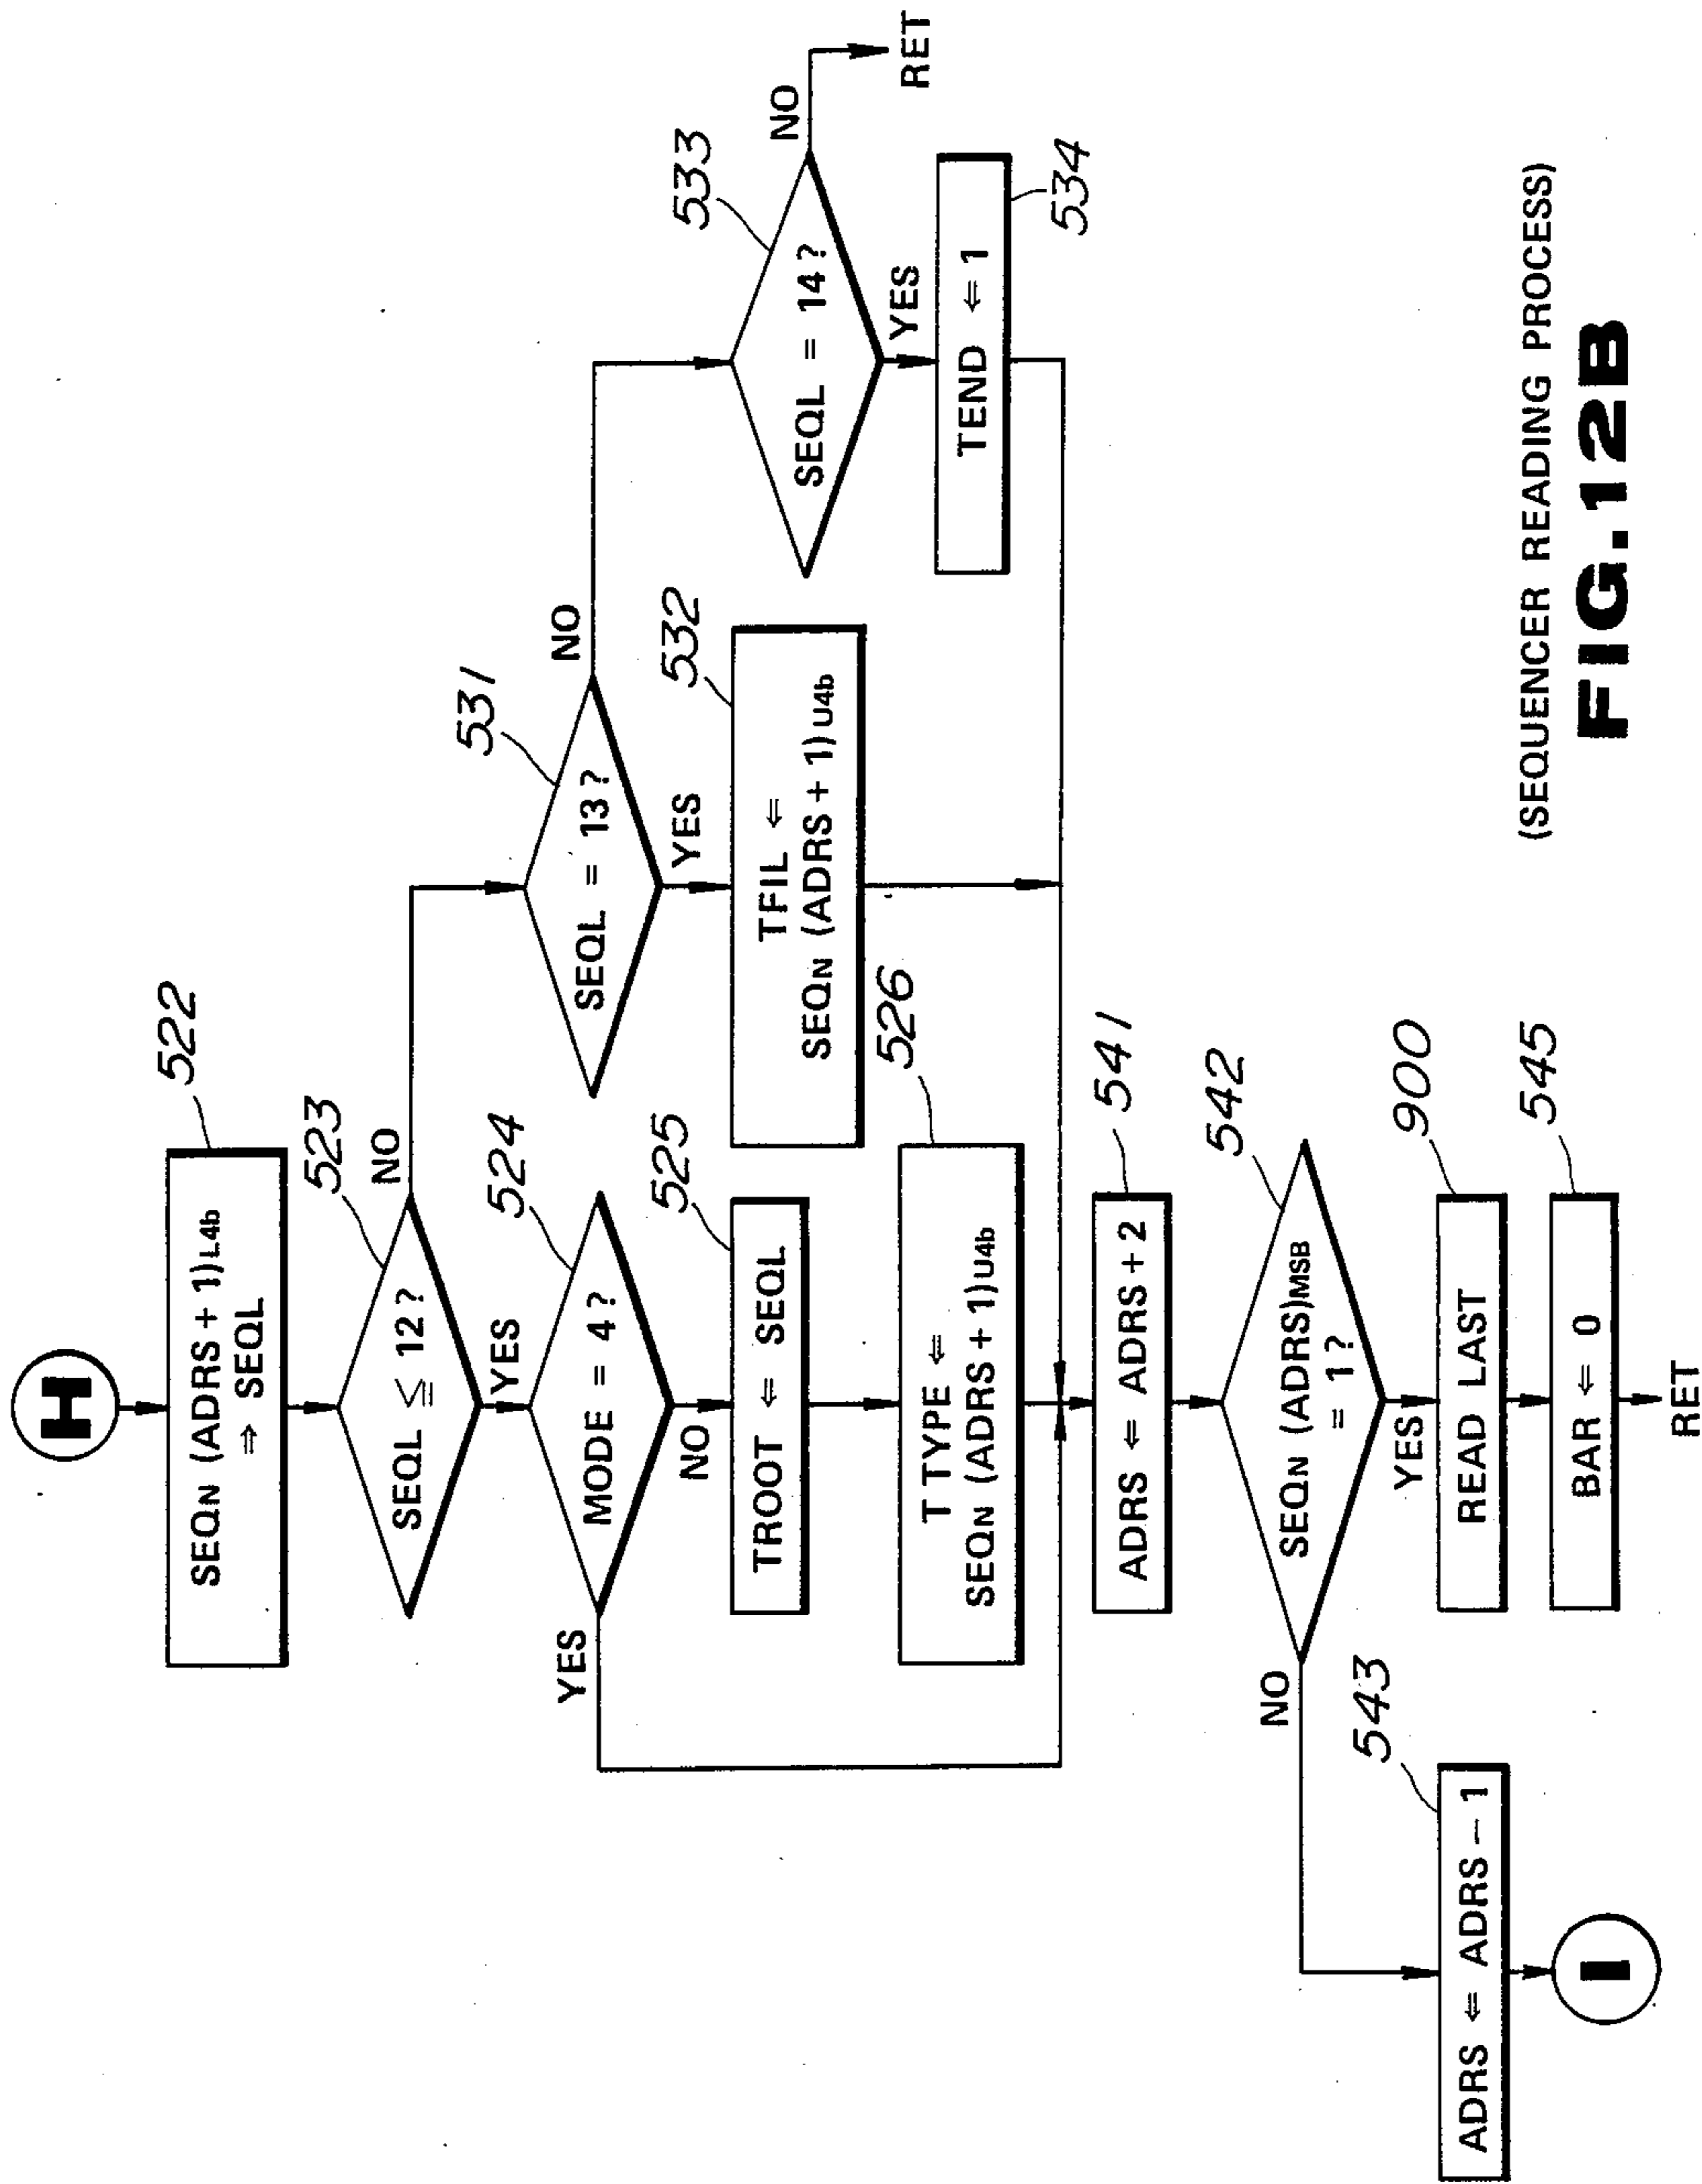 H
522
SEQN (ADRS + 1) L4b
⇒ SEQL
523
SEQL ≦ 12?
NO
YES
524
MODE = 4?
YES
NO
525
TROOT ⇐ SEQL
526
T TYPE ⇐
SEQN (ADRS + 1) U4b
531
SEQL = 13?
NO
YES
532
TFIL ⇐
SEQN (ADRS + 1) U4b
533
SEQL = 14?
NO
RET
YES
534
TEND ⇐ 1
541
ADRS ⇐ ADRS + 2
542
SEQN (ADRS)MSB
= 1?
NO
YES
543
ADRS ⇐ ADRS – 1
I
900
READ LAST
545
BAR ⇐ 0
RET
(SEQUENCER READING PROCESS)
FIG.12B